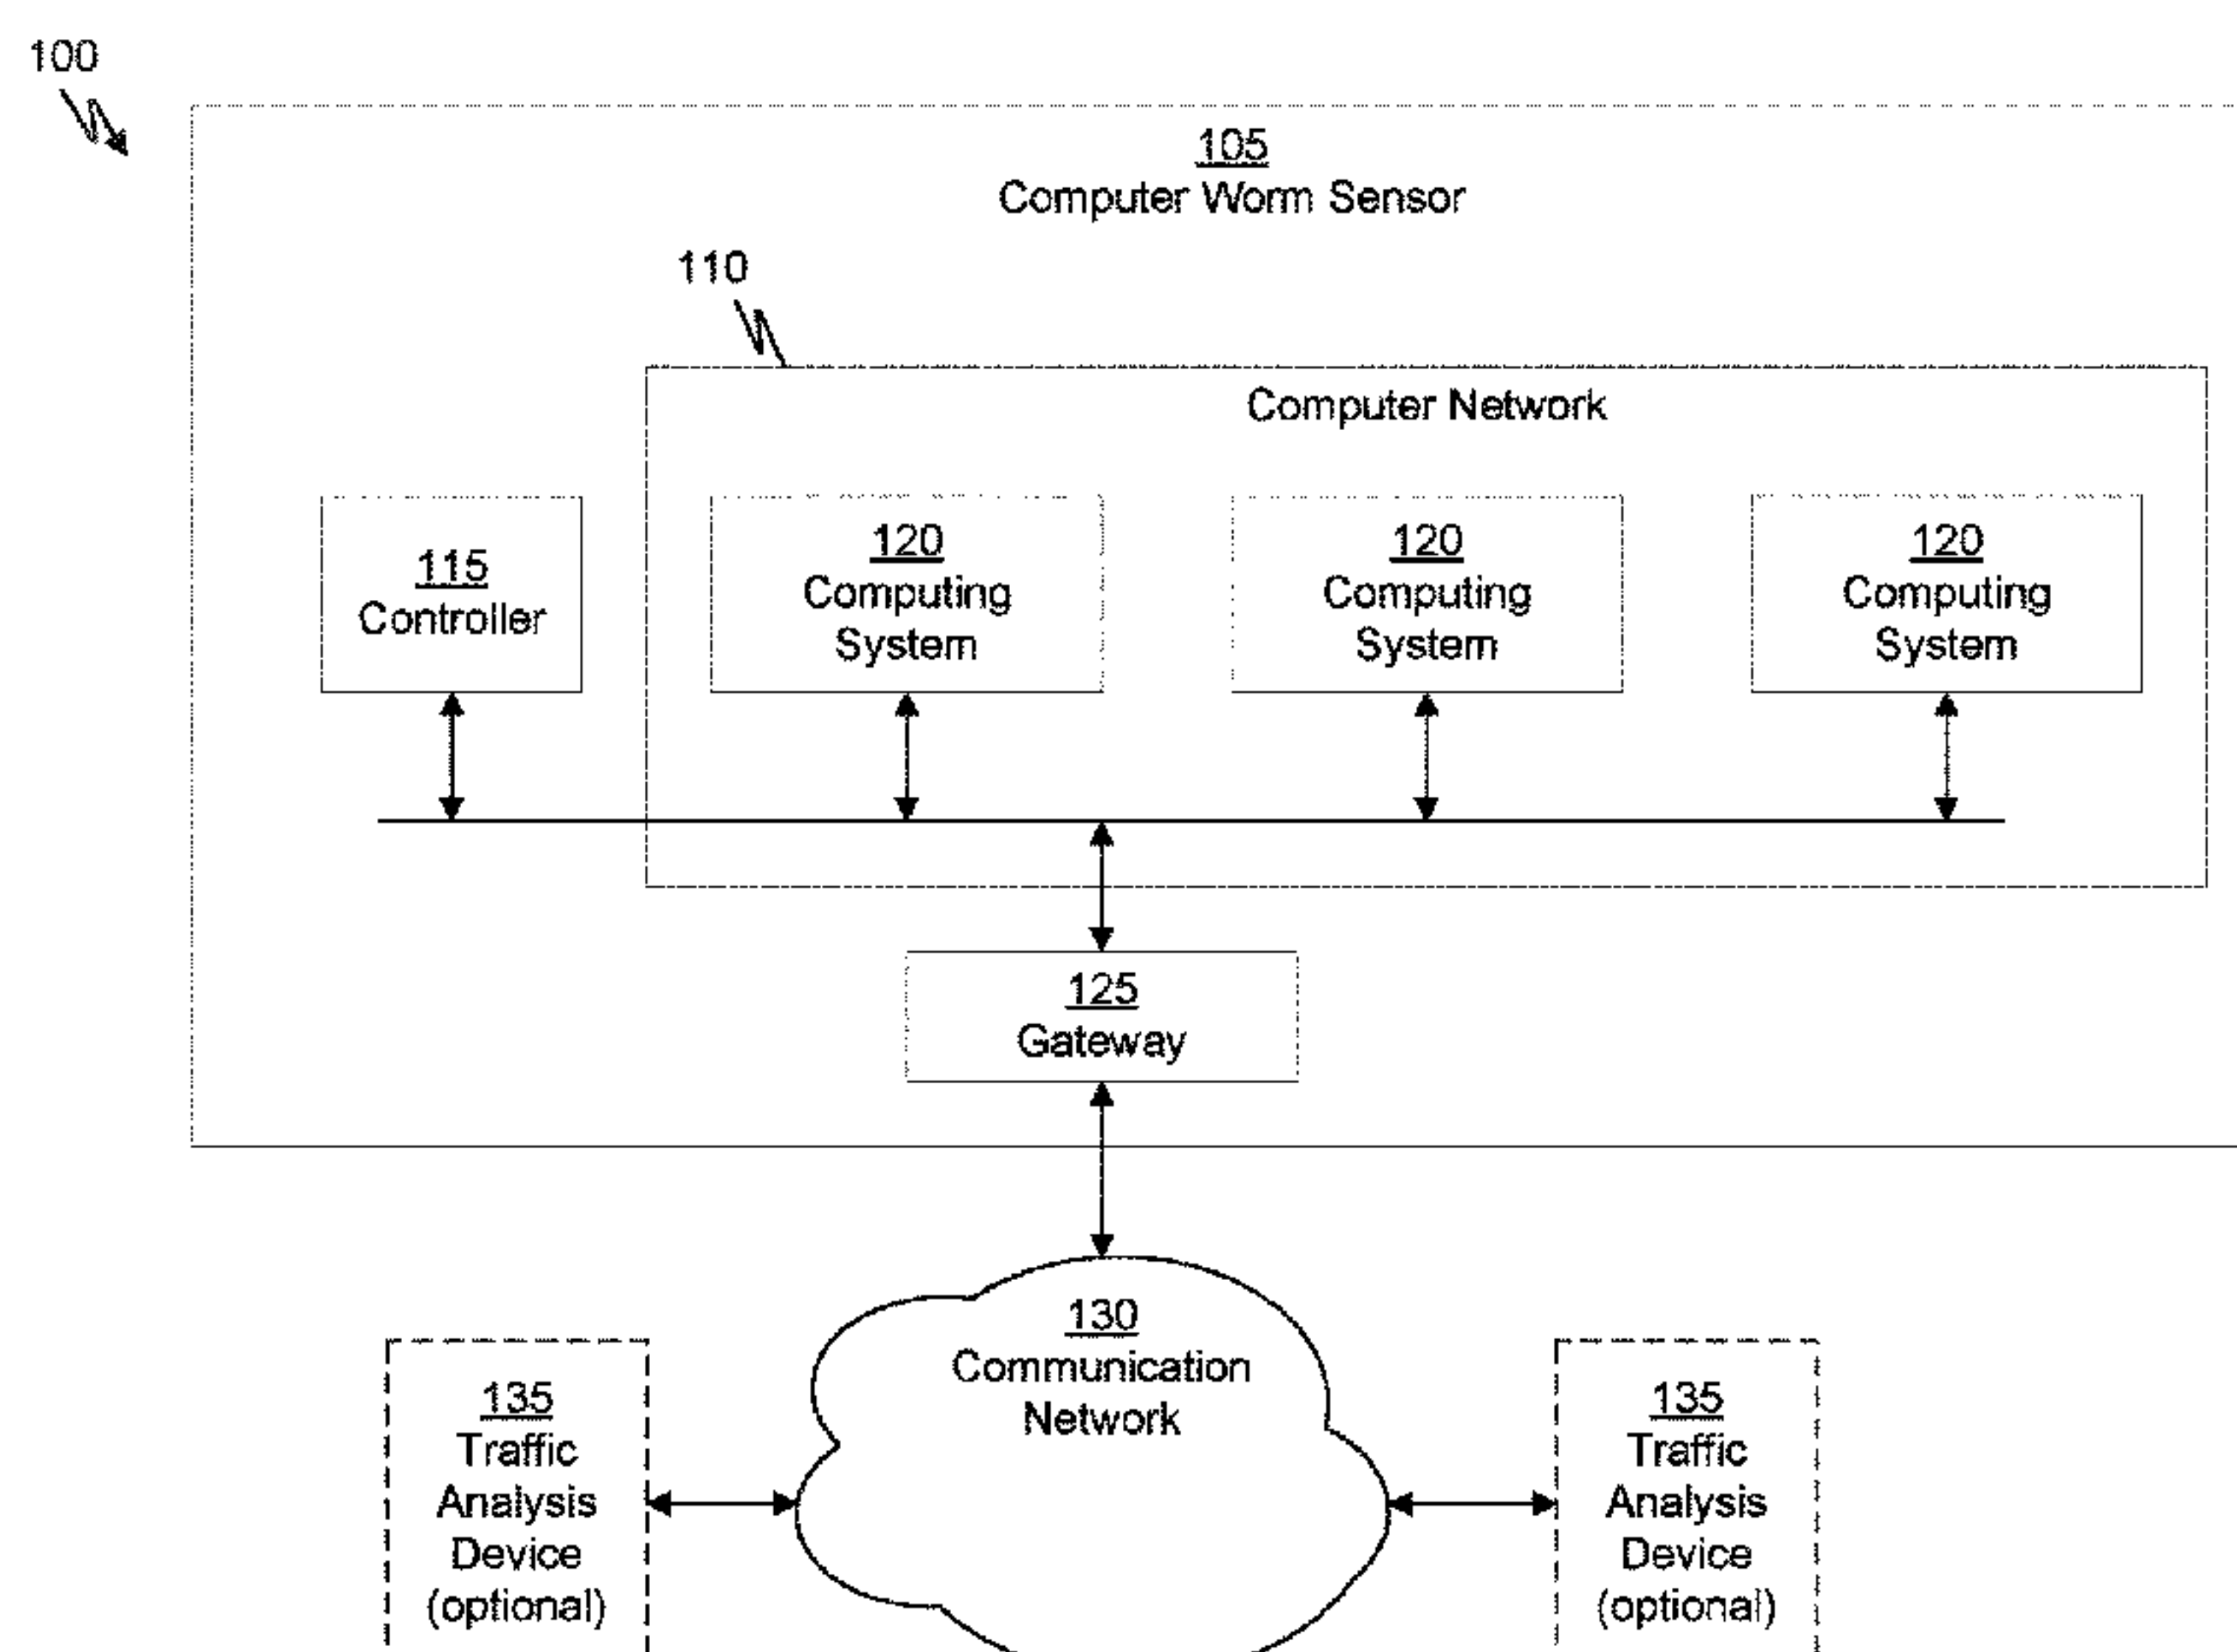 100
105
Computer Worm Sensor
110
Computer Network
115
Controller
120
Computing
System
120
Computing
System
120
Computing
System
125
Gateway
130
Communication
Network
135
Traffic
Analysis
Device
(optional)
135
Traffic
Analysis
Device
(optional)